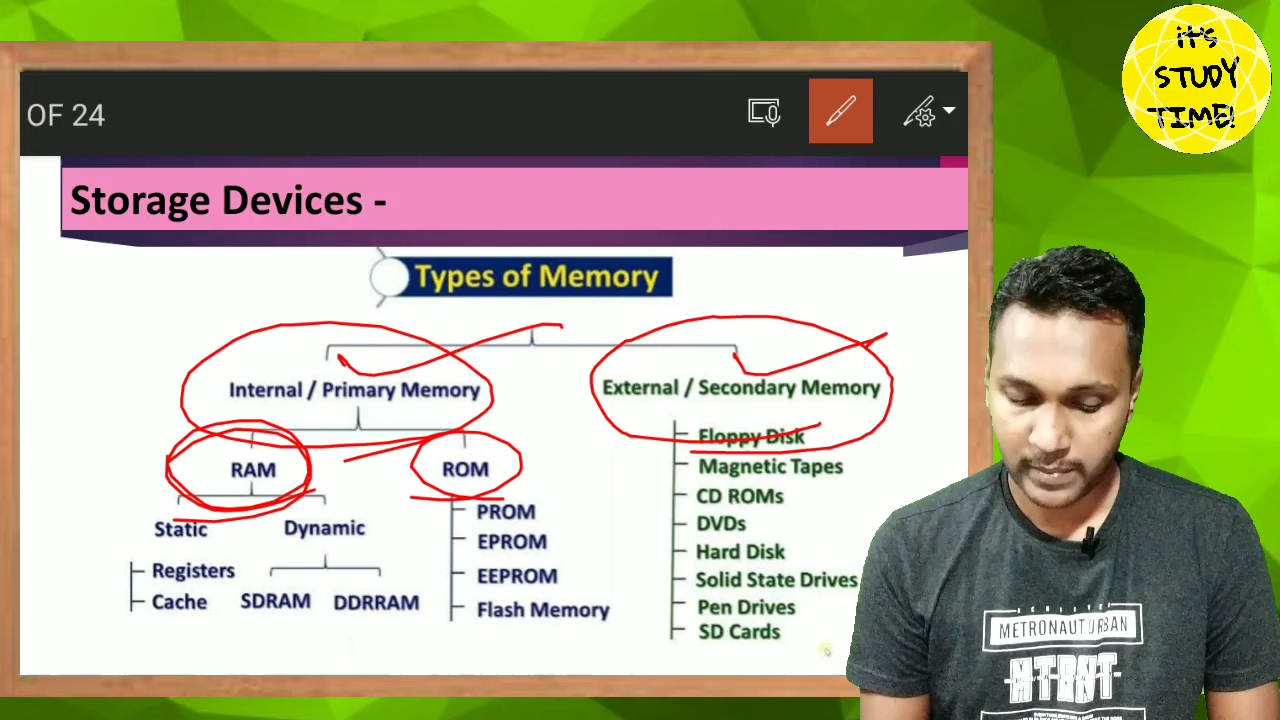 it's
STUDY
TIME!
OF 24
Storage Devices -
Types of Memory
Internal / Primary Memory
External / Secondary Memory
RAM
ROM
Static
Dynamic
Registers
Cache
SDRAM
DDRRAM
PROM
EPROM
EEPROM
Flash Memory
Floppy Disk
Magnetic Tapes
CD ROMs
DVDs
Hard Disk
Solid State Drives
Pen Drives
SD Cards
METRONAUT URBAN
MTRNT